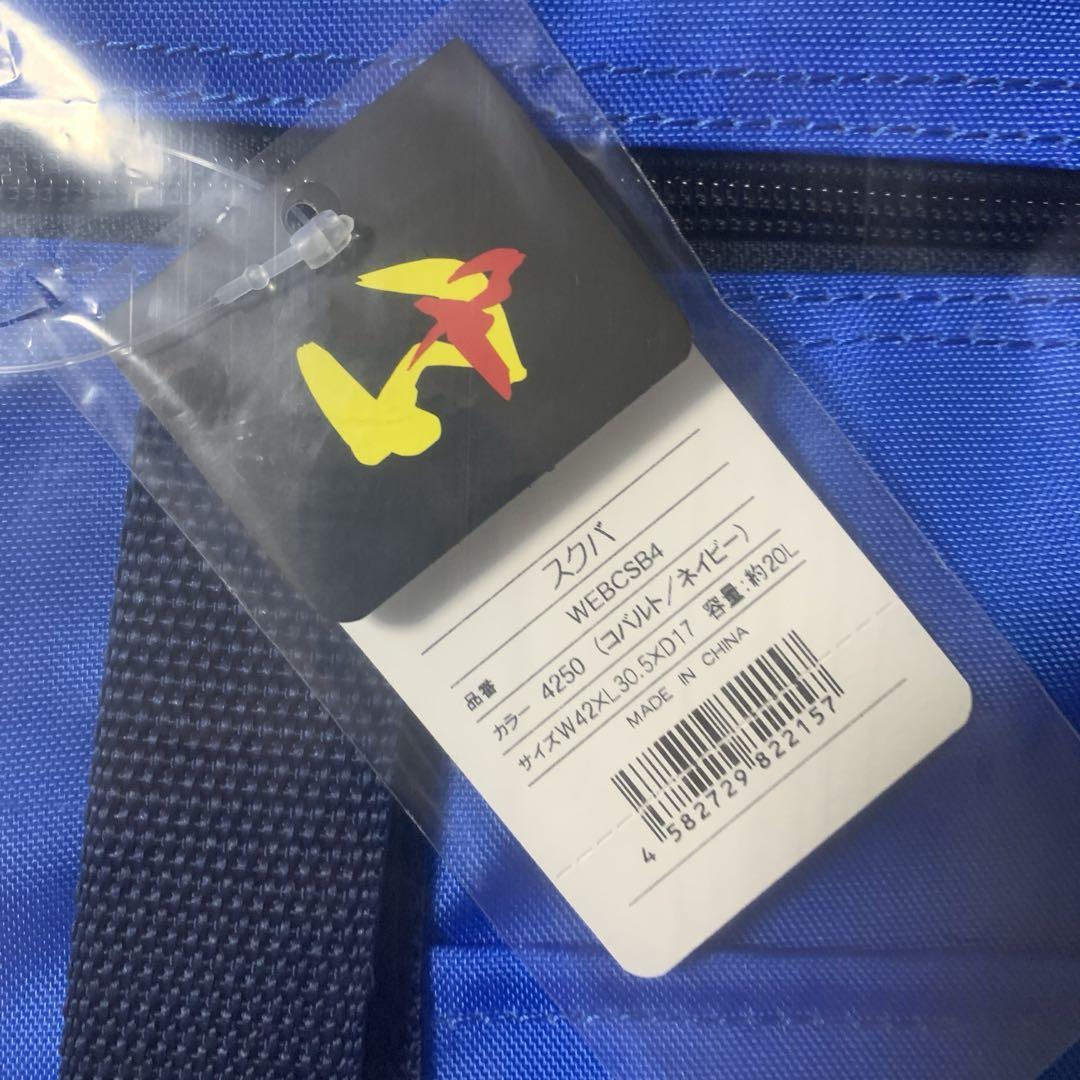 スクバ
品番 WEBCSB4
カラー 4250 (コバルト/ネイビー)
サイズW42XL30.5XD17 容量:約20L
MADE IN CHINA
4 582729 822157